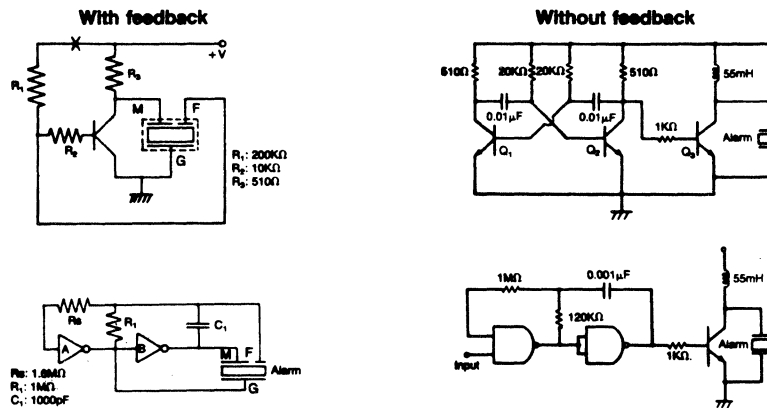 With feedback
R₁
R₃
+V
M
F
R₂
G
R₁: 200KΩ
R₂: 10KΩ
R₃: 510Ω
Without feedback
510Ω
20KΩ
20KΩ
510Ω
55mH
0.01μF
0.01μF
1KΩ
Q₁
Q₂
Q₃
Alarm
Rs
R₁
C₁
A
B
M
F
G
Alarm
Rs: 1.6MΩ
R₁: 1MΩ
C₁: 1000pF
1MΩ
0.001μF
120KΩ
55mH
Input
1KΩ
Alarm